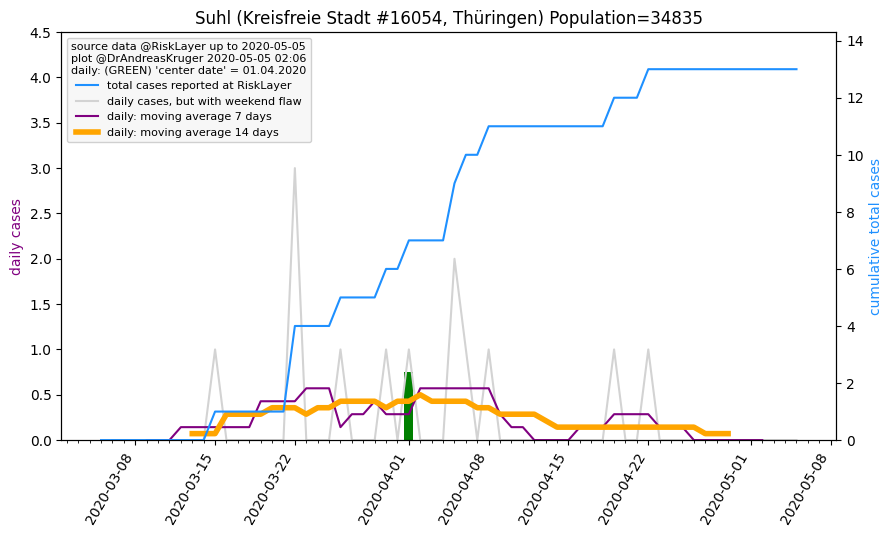 Suhl (Kreisfreie Stadt #16054, Thüringen) Population=34835
source data @RiskLayer up to 2020-05-05
plot @DrAndreasKruger 2020-05-05 02:06
daily: (GREEN) 'center date' = 01.04.2020
total cases reported at RiskLayer
daily cases, but with weekend flaw
daily: moving average 7 days
daily: moving average 14 days
daily cases
4.5
4.0
3.5
3.0
2.5
2.0
1.5
1.0
0.5
0.0
14
12
10
8
6
4
2
0
cumulative total cases
2020-03-08
2020-03-15
2020-03-22
2020-04-01
2020-04-08
2020-04-15
2020-04-22
2020-05-01
2020-05-08